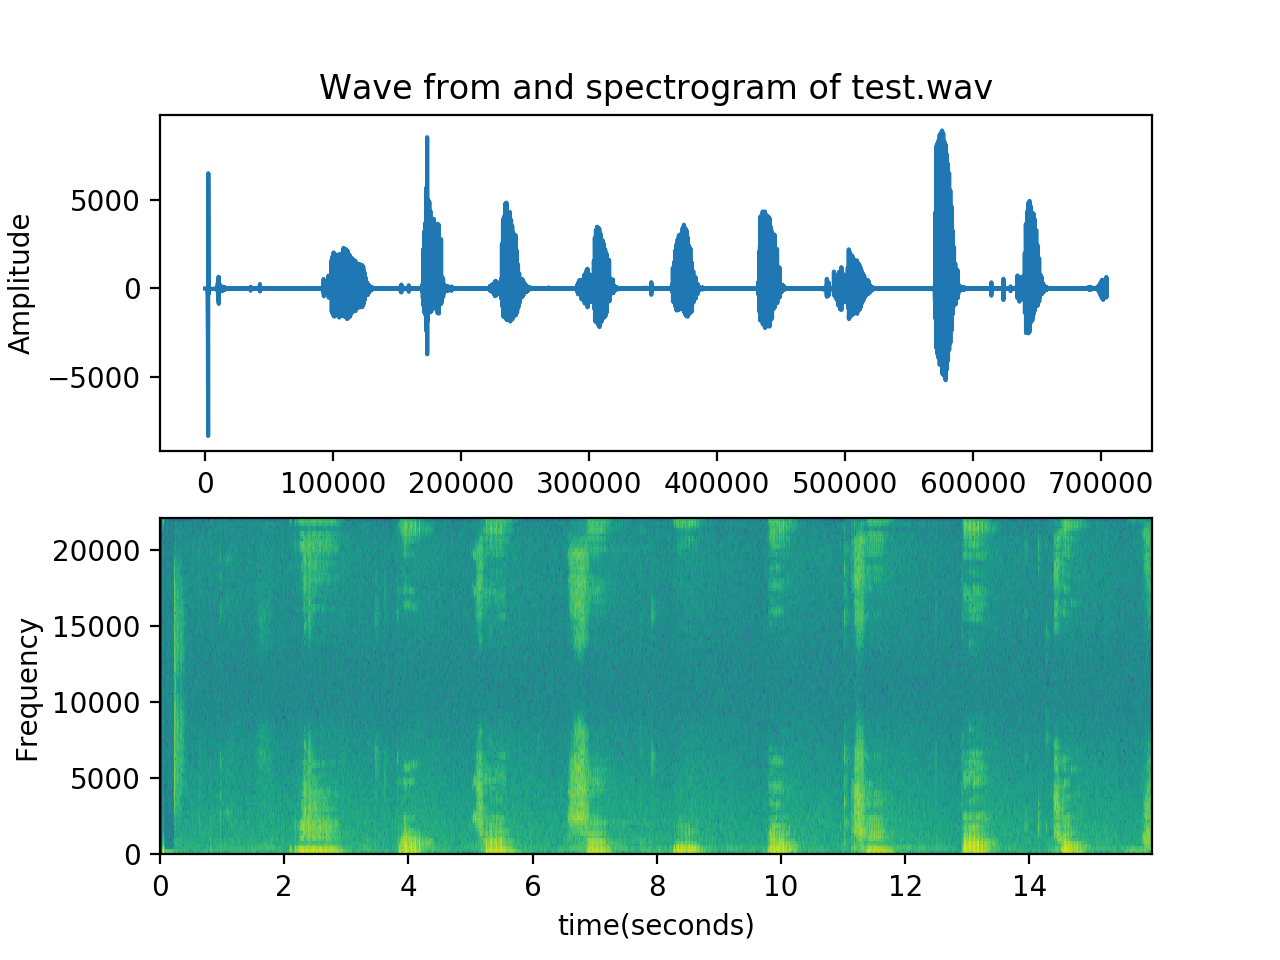 Wave from and spectrogram of test.wav
Amplitude
5000
0
−5000
0 100000 200000 300000 400000 500000 600000 700000
Frequency
20000
15000
10000
5000
0
0 2 4 6 8 10 12 14
time(seconds)